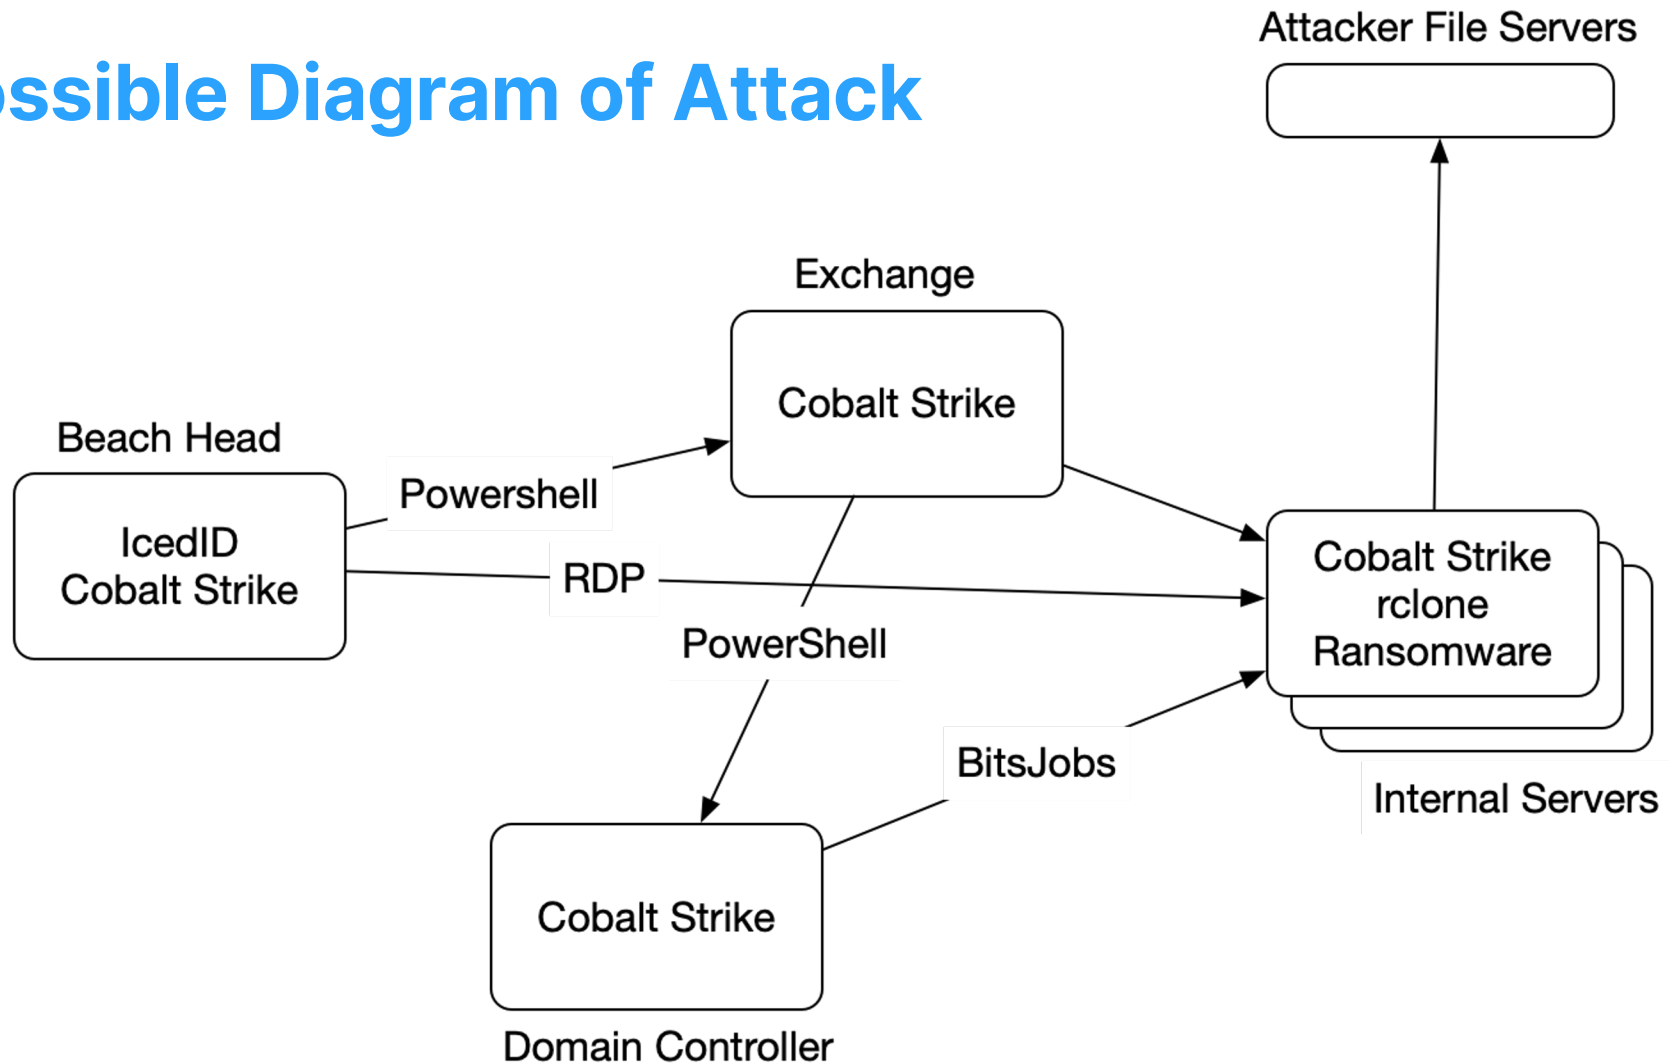 Attacker File Servers
ossible Diagram of Attack
Exchange
Cobalt Strike
Beach Head
Powershell
IcedID
Cobalt Strike
RDP
Cobalt Strike
rclone
Ransomware
PowerShell
BitsJobs
Internal Servers
Cobalt Strike
Domain Controller